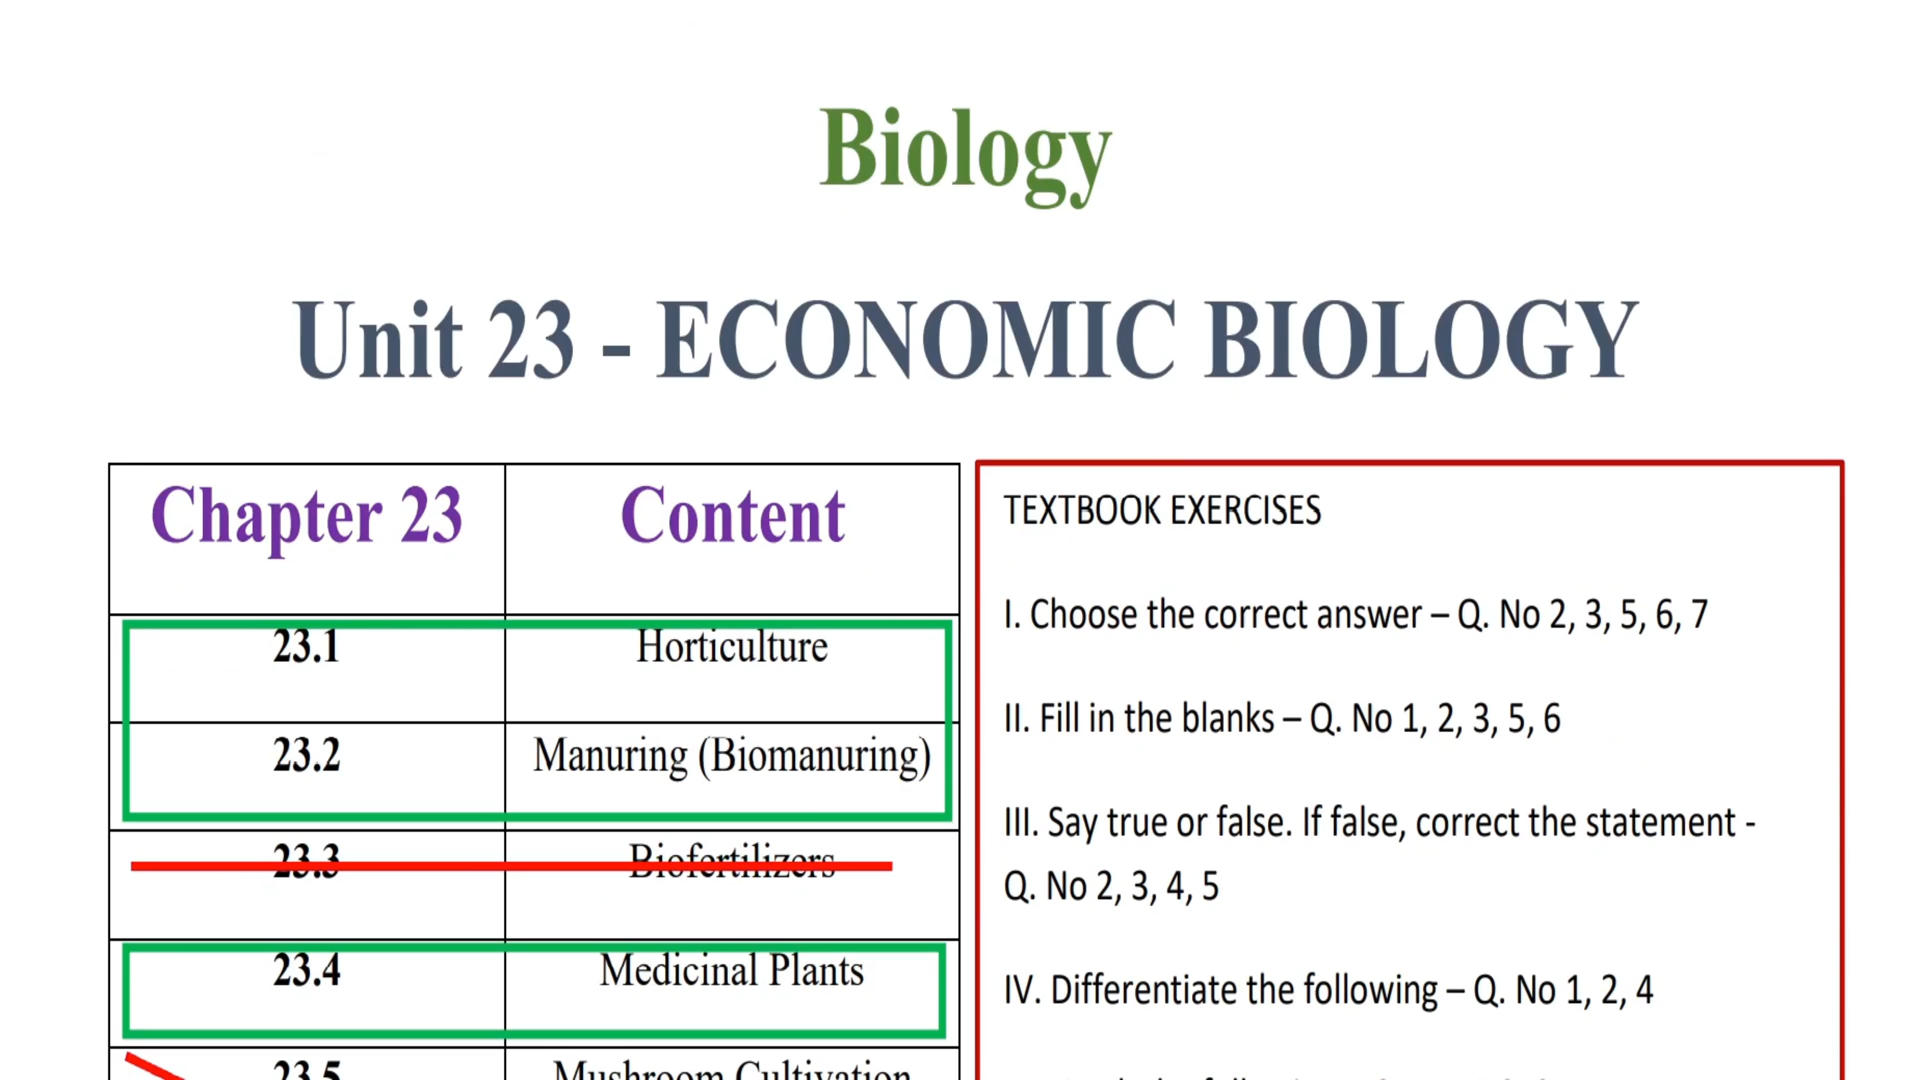 Biology
Unit 23 - ECONOMIC BIOLOGY
Chapter 23 Content
23.1 Horticulture
23.2 Manuring (Biomanuring)
23.3 Biofertilizers
23.4 Medicinal Plants
23.5 Mushroom Cultivation
TEXTBOOK EXERCISES
I. Choose the correct answer – Q. No 2, 3, 5, 6, 7
II. Fill in the blanks – Q. No 1, 2, 3, 5, 6
III. Say true or false. If false, correct the statement -
Q. No 2, 3, 4, 5
IV. Differentiate the following – Q. No 1, 2, 4